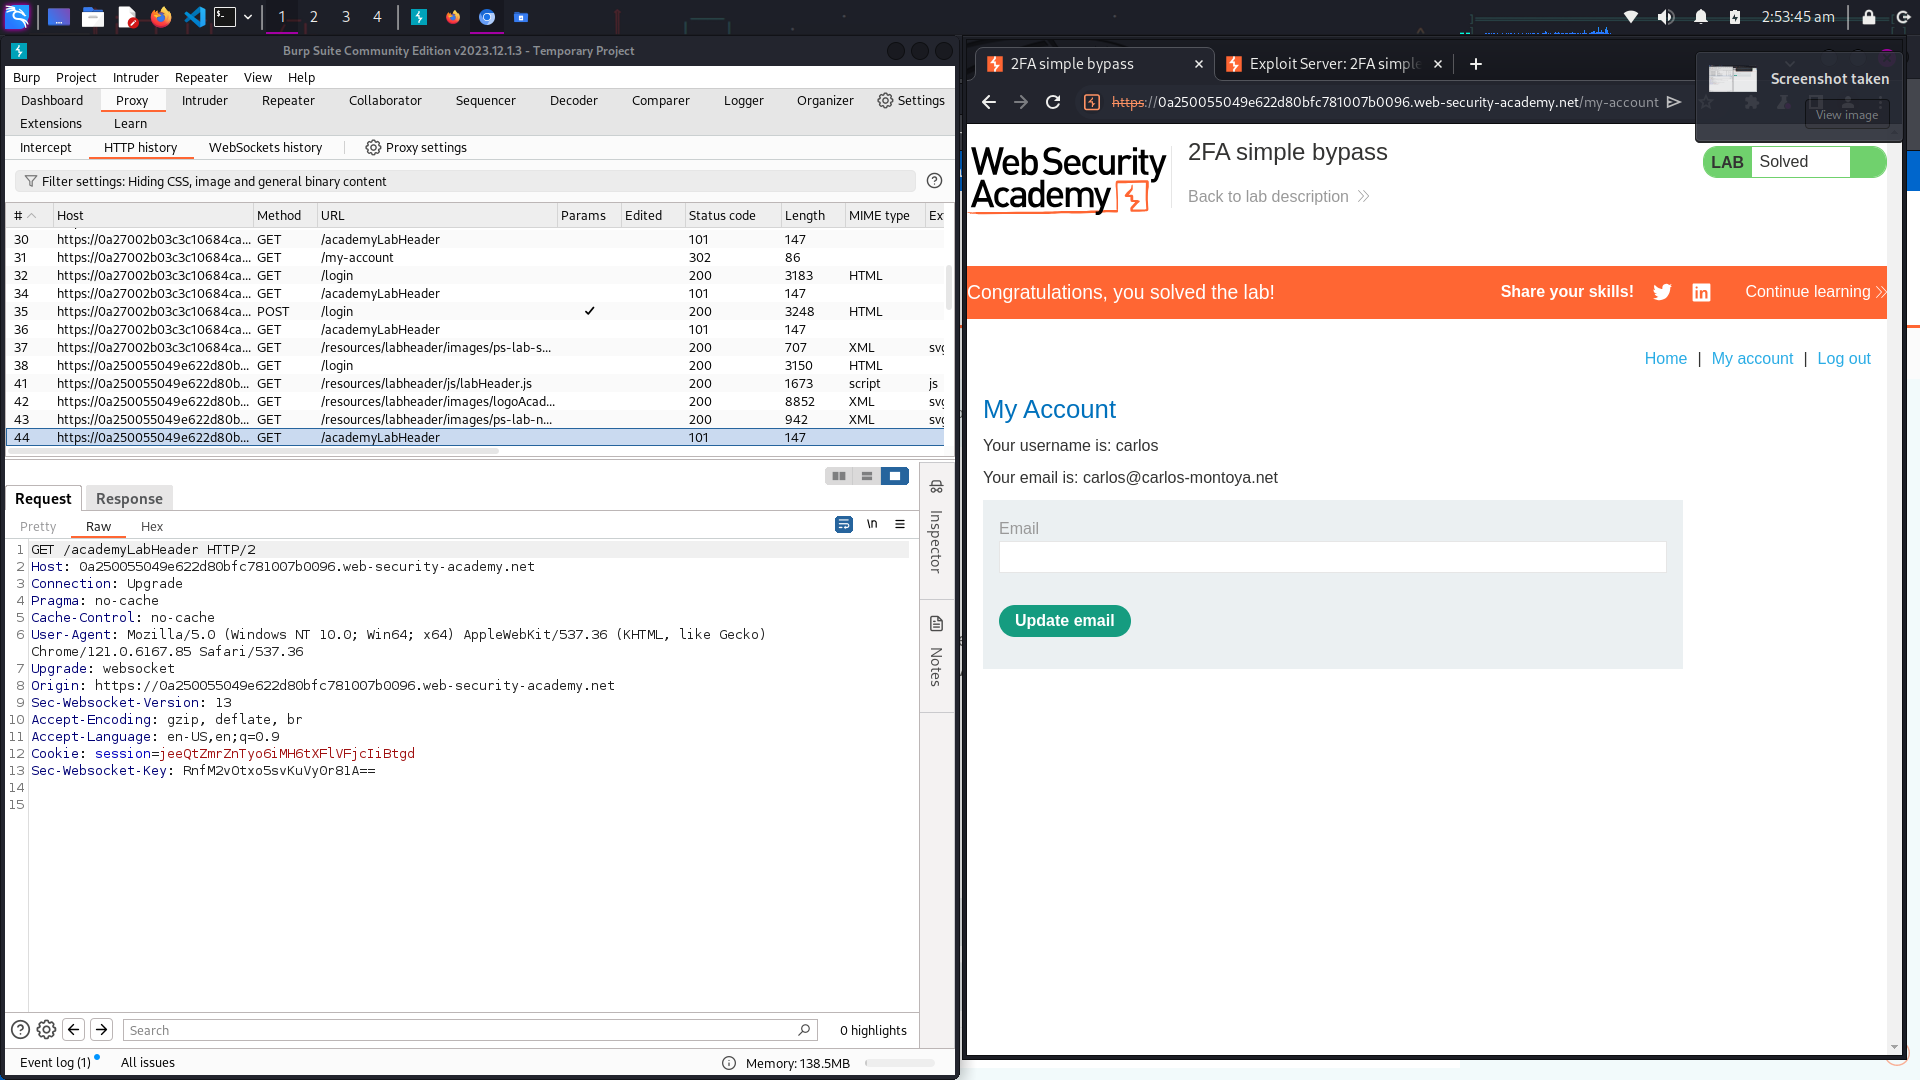 1 2 3 4
2:53:45 am
Burp Suite Community Edition v2023.12.1.3 - Temporary Project
Burp Project Intruder Repeater View Help
Dashboard Proxy Intruder Repeater Collaborator Sequencer Decoder Comparer Logger Organizer Settings
Extensions Learn
Intercept HTTP history WebSockets history Proxy settings
Filter settings: Hiding CSS, image and general binary content
# Host Method URL Params Edited Status code Length MIME type Ex
30 https://0a27002b03c3c10684ca... GET /academyLabHeader 101 147
31 https://0a27002b03c3c10684ca... GET /my-account 302 86
32 https://0a27002b03c3c10684ca... GET /login 200 3183 HTML
34 https://0a27002b03c3c10684ca... GET /academyLabHeader 101 147
35 https://0a27002b03c3c10684ca... POST /login ✓ 200 3248 HTML
36 https://0a27002b03c3c10684ca... GET /academyLabHeader 101 147
37 https://0a27002b03c3c10684ca... GET /resources/labheader/images/ps-lab-s... 200 707 XML svg
38 https://0a250055049e622d80b... GET /login 200 3150 HTML
41 https://0a250055049e622d80b... GET /resources/labheader/js/labHeader.js 200 1673 script js
42 https://0a250055049e622d80b... GET /resources/labheader/images/logoAcad... 200 8852 XML svg
43 https://0a250055049e622d80b... GET /resources/labheader/images/ps-lab-n... 200 942 XML svg
44 https://0a250055049e622d80b... GET /academyLabHeader 101 147
Request Response
Pretty Raw Hex \n
1 GET /academyLabHeader HTTP/2
2 Host: 0a250055049e622d80bfc781007b0096.web-security-academy.net
3 Connection: Upgrade
4 Pragma: no-cache
5 Cache-Control: no-cache
6 User-Agent: Mozilla/5.0 (Windows NT 10.0; Win64; x64) AppleWebKit/537.36 (KHTML, like Gecko)
Chrome/121.0.6167.85 Safari/537.36
7 Upgrade: websocket
8 Origin: https://0a250055049e622d80bfc781007b0096.web-security-academy.net
9 Sec-Websocket-Version: 13
10 Accept-Encoding: gzip, deflate, br
11 Accept-Language: en-US,en;q=0.9
12 Cookie: session=jeeQtZmrZnTyo6iMH6tXFlVFjcIiBtgd
13 Sec-Websocket-Key: RnfM2vOtxo5svKuVyOr81A==
14
15
Inspector
Notes
Search
0 highlights
Event log (1) All issues
Memory: 138.5MB
2FA simple bypass
Exploit Server: 2FA simple
https://0a250055049e622d80bfc781007b0096.web-security-academy.net/my-account
Screenshot taken
View image
Web Security
Academy
2FA simple bypass
Back to lab description
LAB Solved
Congratulations, you solved the lab!
Share your skills!
Continue learning
Home | My account | Log out
My Account
Your username is: carlos
Your email is: carlos@carlos-montoya.net
Email
Update email